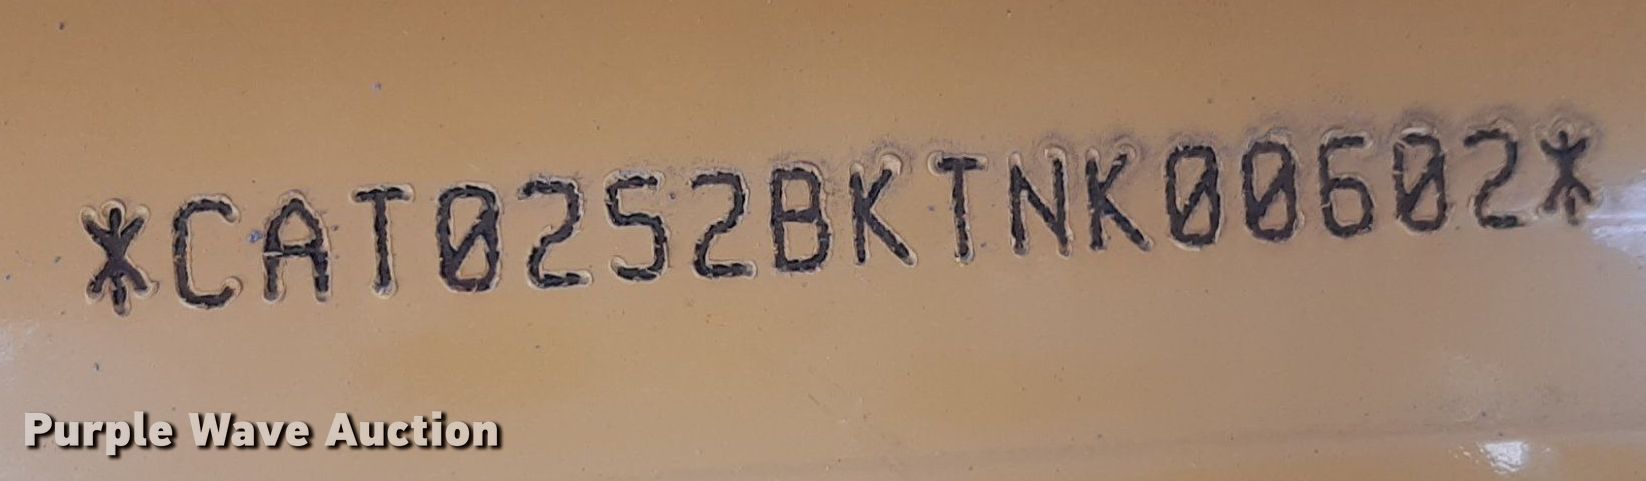 *CAT0252BKTNK00602*
Purple Wave Auction